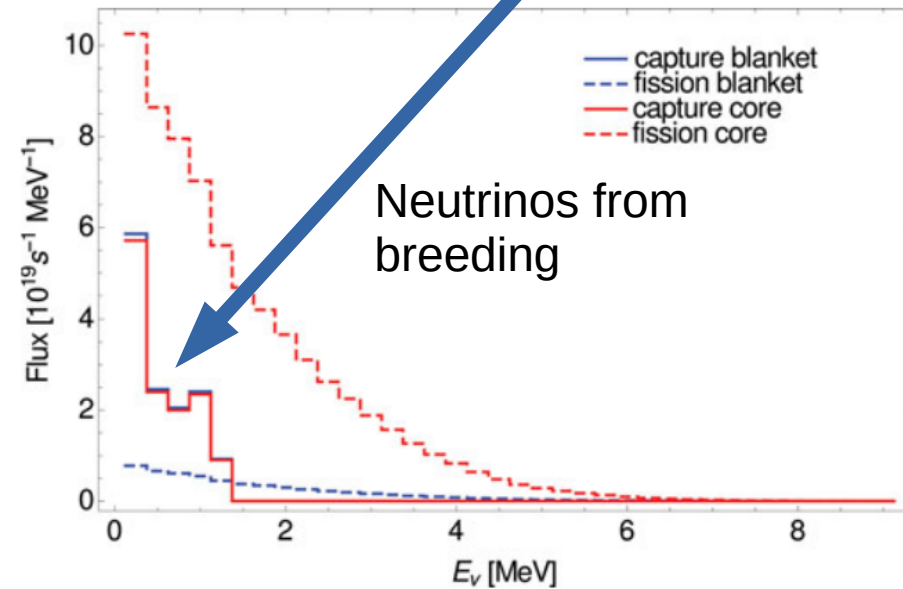 10
8
6
4
2
0
Flux [10¹⁹s⁻¹ MeV⁻¹]
capture blanket
fission blanket
capture core
fission core
Neutrinos from
breeding
0 2 4 6 8
Eᵥ [MeV]